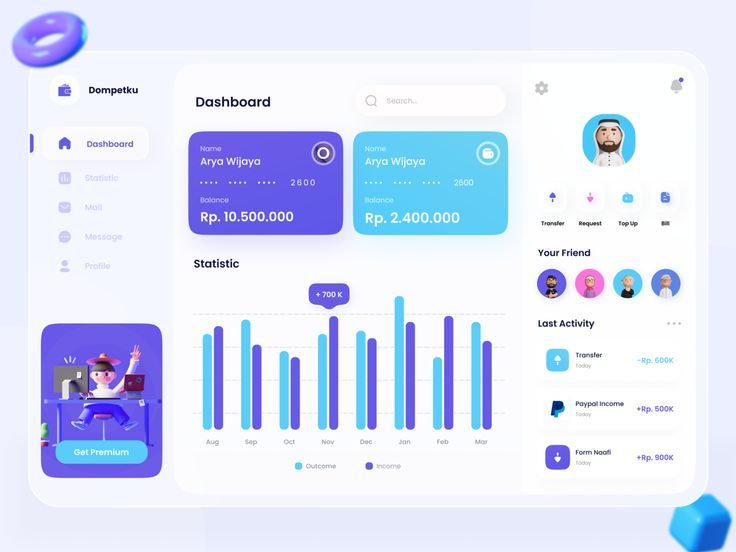 Dompetku
Dashboard
Statistic
Mail
Message
Profile
Get Premium
Dashboard
Search...
Name
Arya Wijaya
•••• •••• •••• 2600
Balance
Rp. 10.500.000
Name
Arya Wijaya
•••• •••• •••• 2600
Balance
Rp. 2.400.000
Statistic
+ 700 K
Aug Sep Oct Nov Dec Jan Feb Mar
Outcome Income
Transfer Request Top Up Bill
Your Friend
Last Activity
Transfer
Today
-Rp. 600K
Paypal Income
Today
+Rp. 500K
Form Naafi
Today
+Rp. 900K